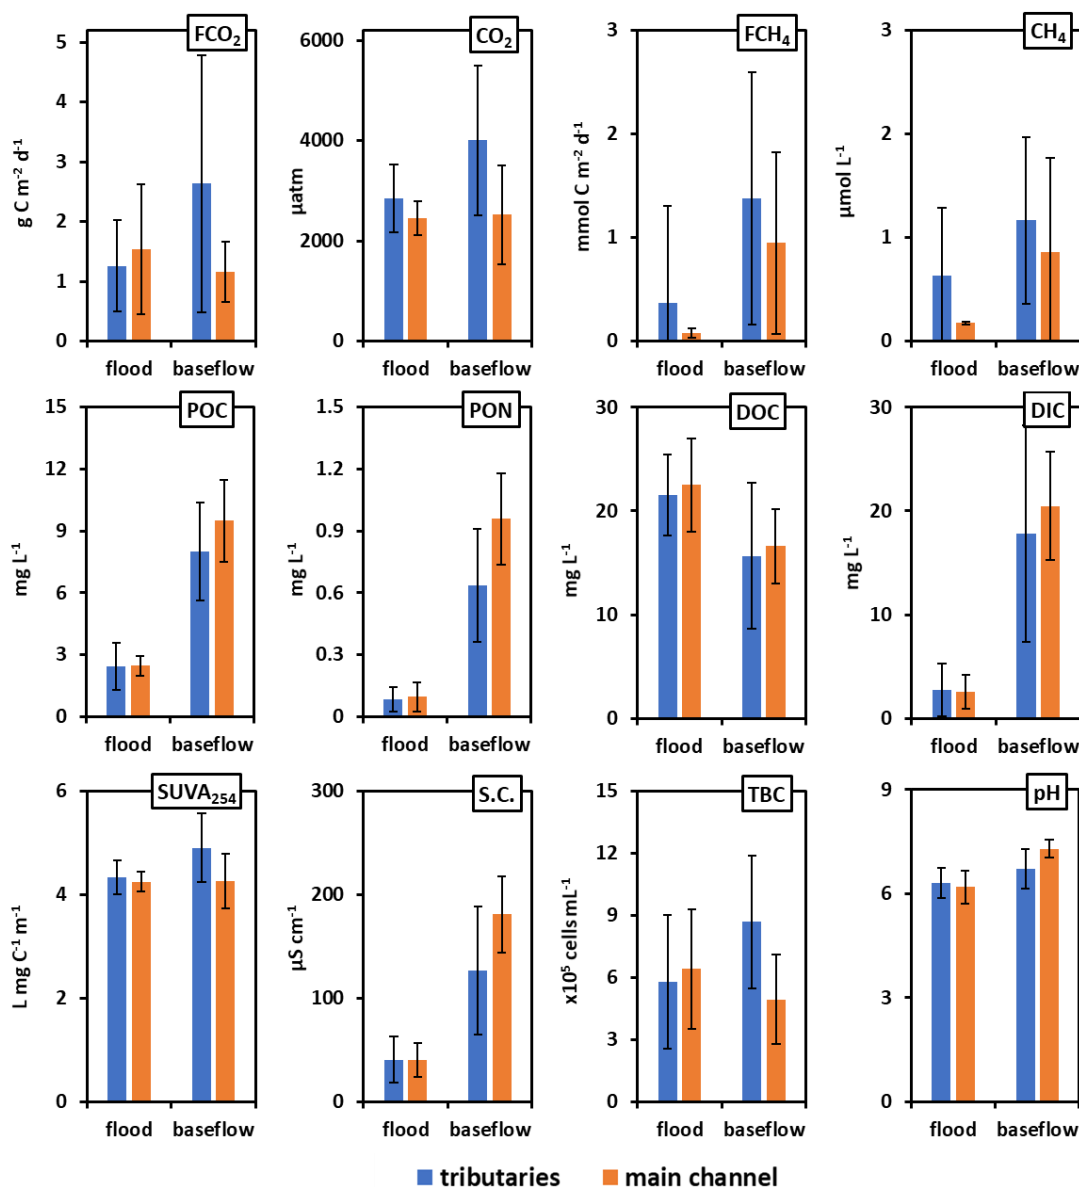 FCO₂
5
4
3
2
1
0
g C m⁻² d⁻¹
flood baseflow
CO₂
6000
4000
2000
0
µatm
flood baseflow
FCH₄
3
2
1
0
mmol C m⁻² d⁻¹
flood baseflow
CH₄
3
2
1
0
µmol L⁻¹
flood baseflow
POC
15
12
9
6
3
0
mg L⁻¹
flood baseflow
PON
1.5
1.2
0.9
0.6
0.3
0
mg L⁻¹
flood baseflow
DOC
30
20
10
0
mg L⁻¹
flood baseflow
DIC
30
20
10
0
mg L⁻¹
flood baseflow
SUVA₂₅₄
6
4
2
0
L mg C⁻¹ m⁻¹
flood baseflow
S.C.
300
200
100
0
µS cm⁻¹
flood baseflow
TBC
15
12
9
6
3
0
x10⁵ cells mL⁻¹
flood baseflow
pH
9
6
3
0
flood baseflow
tributaries main channel